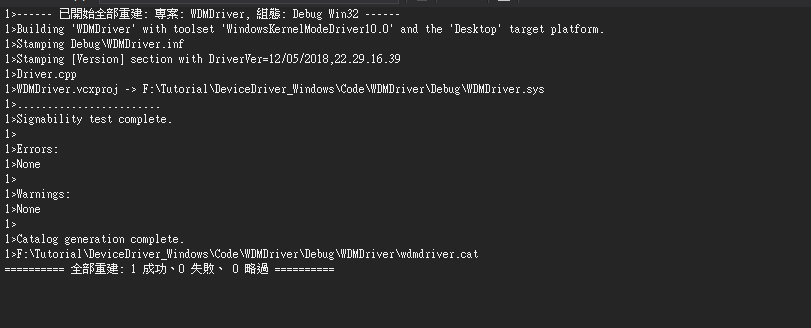 1>------ 已開始全部重建: 專案: WDMDriver, 組態: Debug Win32 ------
1>Building 'WDMDriver' with toolset 'WindowsKernelModeDriver10.0' and the 'Desktop' target platform.
1>Stamping Debug\WDMDriver.inf
1>Stamping [Version] section with DriverVer=12/05/2018,22.29.16.39
1>Driver.cpp
1>WDMDriver.vcxproj -> F:\Tutorial\DeviceDriver_Windows\Code\WDMDriver\Debug\WDMDriver.sys
1>........................
1>Signability test complete.
1>
1>Errors:
1>None
1>
1>Warnings:
1>None
1>
1>Catalog generation complete.
1>F:\Tutorial\DeviceDriver_Windows\Code\WDMDriver\Debug\WDMDriver\wdmdriver.cat
========== 全部重建: 1 成功、0 失敗、 0 略過 ==========